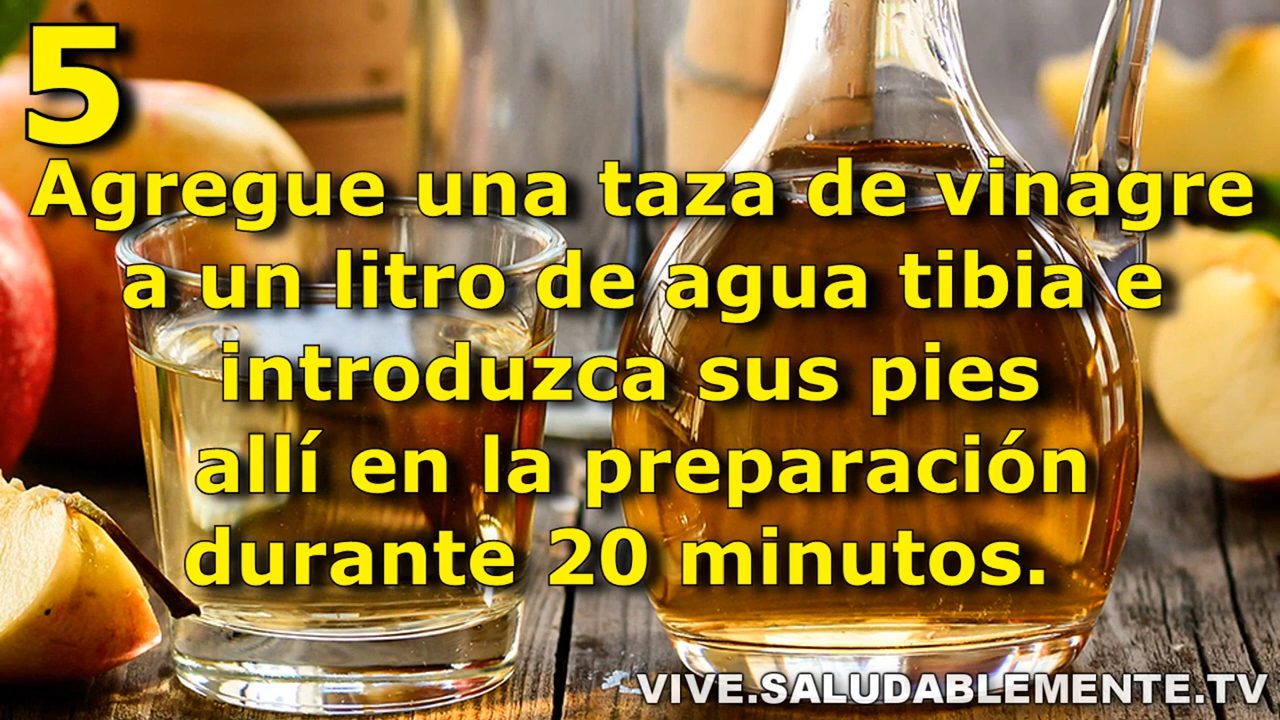 5
Agregue una taza de vinagre
a un litro de agua tibia e
introduzca sus pies
allí en la preparación
durante 20 minutos.
VIVE.SALUDABLEMENTE.TV